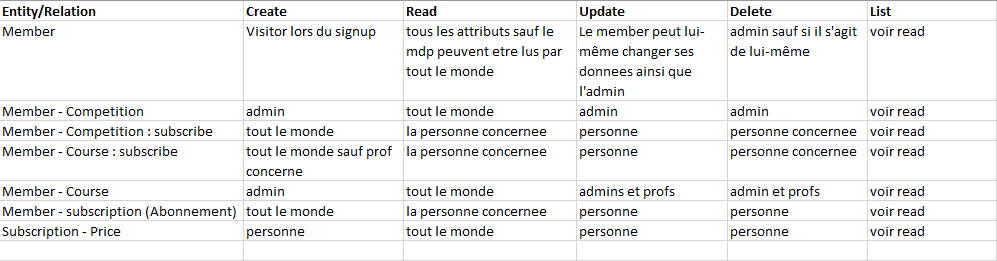 Entity/Relation Create Read Update Delete List
Member Visitor lors du signup tous les attributs sauf le Le member peut lui- admin sauf si il s'agit voir read
mdp peuvent etre lus par même changer ses de lui-même
tout le monde donnees ainsi que
l'admin
Member - Competition admin tout le monde admin admin voir read
Member - Competition : subscribe tout le monde la personne concernee personne personne concernee voir read
Member - Course : subscribe tout le monde sauf prof la personne concernee personne personne concernee voir read
concerne
Member - Course admin tout le monde admins et profs admin et profs voir read
Member - subscription (Abonnement) tout le monde la personne concernee personne personne voir read
Subscription - Price personne tout le monde personne personne voir read